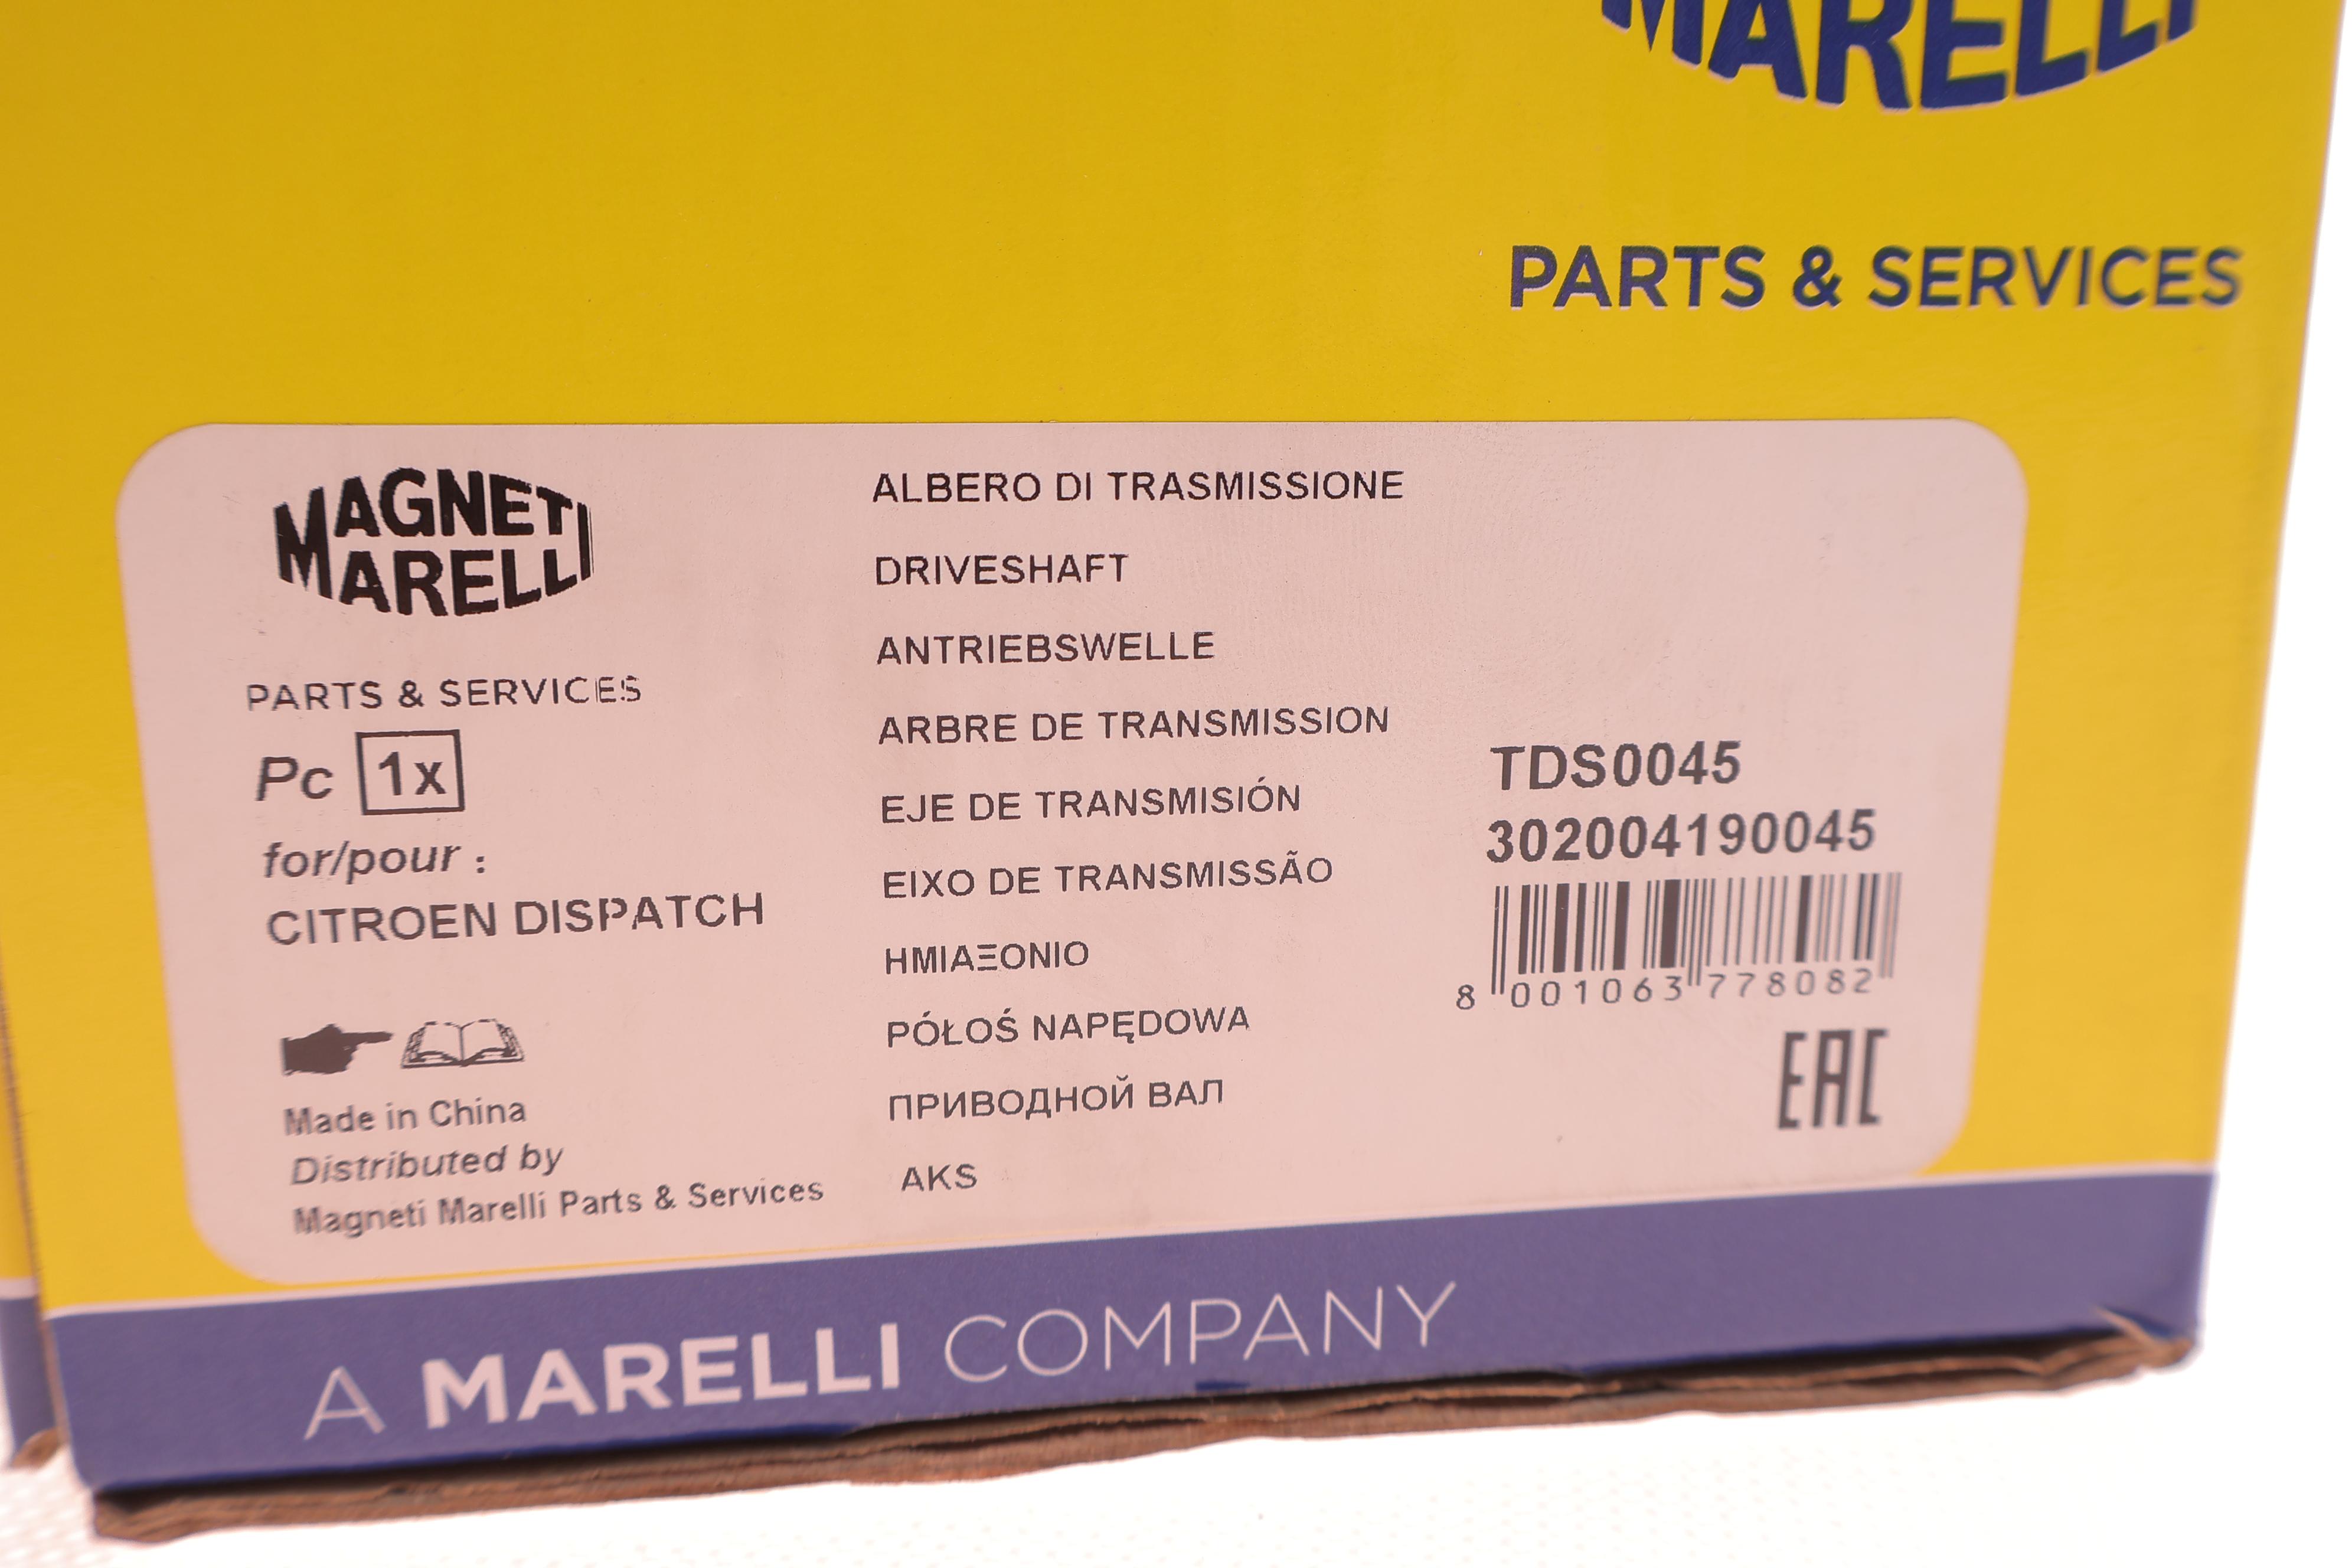 MARELLI
PARTS & SERVICES
MAGNETI
MARELLI
PARTS & SERVICES
Pc 1x
for/pour :
CITROEN DISPATCH
Made in China
Distributed by
Magneti Marelli Parts & Services
ALBERO DI TRASMISSIONE
DRIVESHAFT
ANTRIEBSWELLE
ARBRE DE TRANSMISSION
EJE DE TRANSMISIÓN
EIXO DE TRANSMISSÃO
ΗΜΙΑΞΟΝΙΟ
PÓŁOŚ NAPĘDOWA
ПРИВОДНОЙ ВАЛ
AKS
TDS0045
302004190045
8 001063 778082
EAC
A MARELLI COMPANY